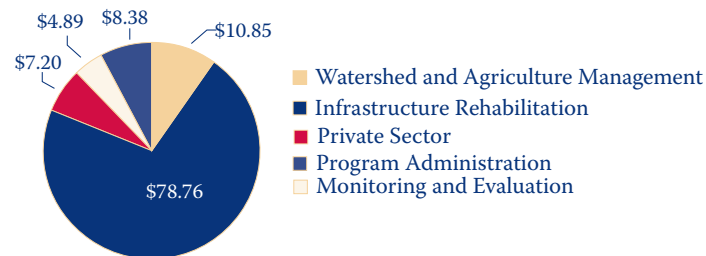 $8.38
$4.89
$10.85
$7.20
$78.76
Watershed and Agriculture Management
Infrastructure Rehabilitation
Private Sector
Program Administration
Monitoring and Evaluation